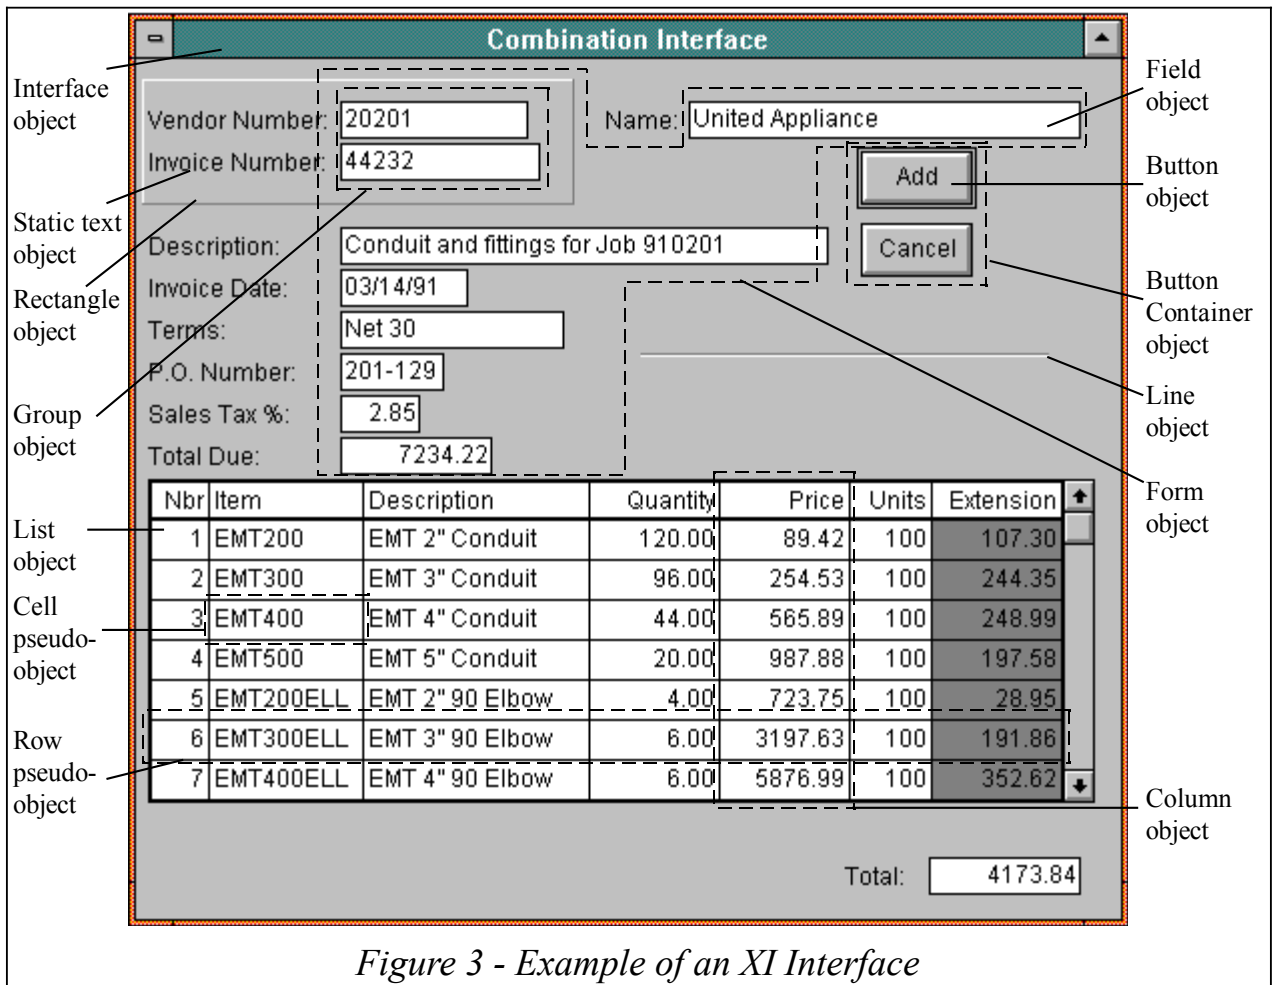 Combination Interface
Interface
object
Field
object
Vendor Number: 20201
Name: United Appliance
Invoice Number: 44232
Add
Button
object
Static text
object
Description: Conduit and fittings for Job 910201
Cancel
Rectangle
object
Invoice Date: 03/14/91
Button
Container
object
Terms: Net 30
P.O. Number: 201-129
Group
object
Sales Tax %: 2.85
Line
object
Total Due: 7234.22
Nbr Item Description Quantity Price Units Extension
Form
object
List
object
1 EMT200 EMT 2" Conduit 120.00 89.42 100 107.30
2 EMT300 EMT 3" Conduit 96.00 254.53 100 244.35
Cell
pseudo-
object
3 EMT400 EMT 4" Conduit 44.00 565.89 100 248.99
4 EMT500 EMT 5" Conduit 20.00 987.88 100 197.58
5 EMT200ELL EMT 2" 90 Elbow 4.00 723.75 100 28.95
Row
pseudo-
object
6 EMT300ELL EMT 3" 90 Elbow 6.00 3197.63 100 191.86
7 EMT400ELL EMT 4" 90 Elbow 6.00 5876.99 100 352.62
Column
object
Total: 4173.84
Figure 3 - Example of an XI Interface